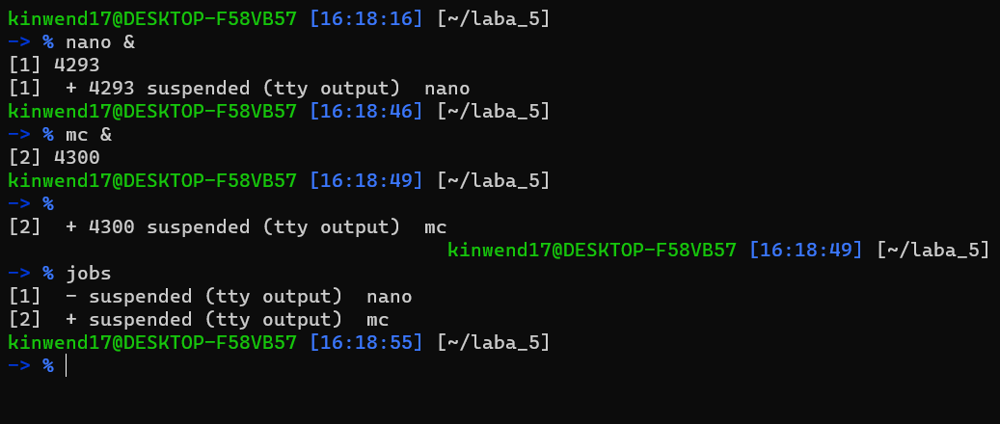 kinwend17@DESKTOP-F58VB57 [16:18:16] [~/laba_5]
-> % nano &
[1] 4293
[1]  + 4293 suspended (tty output)  nano
kinwend17@DESKTOP-F58VB57 [16:18:46] [~/laba_5]
-> % mc &
[2] 4300
kinwend17@DESKTOP-F58VB57 [16:18:49] [~/laba_5]
-> %
[2]  + 4300 suspended (tty output)  mc
kinwend17@DESKTOP-F58VB57 [16:18:49] [~/laba_5]
-> % jobs
[1]  - suspended (tty output)  nano
[2]  + suspended (tty output)  mc
kinwend17@DESKTOP-F58VB57 [16:18:55] [~/laba_5]
-> %